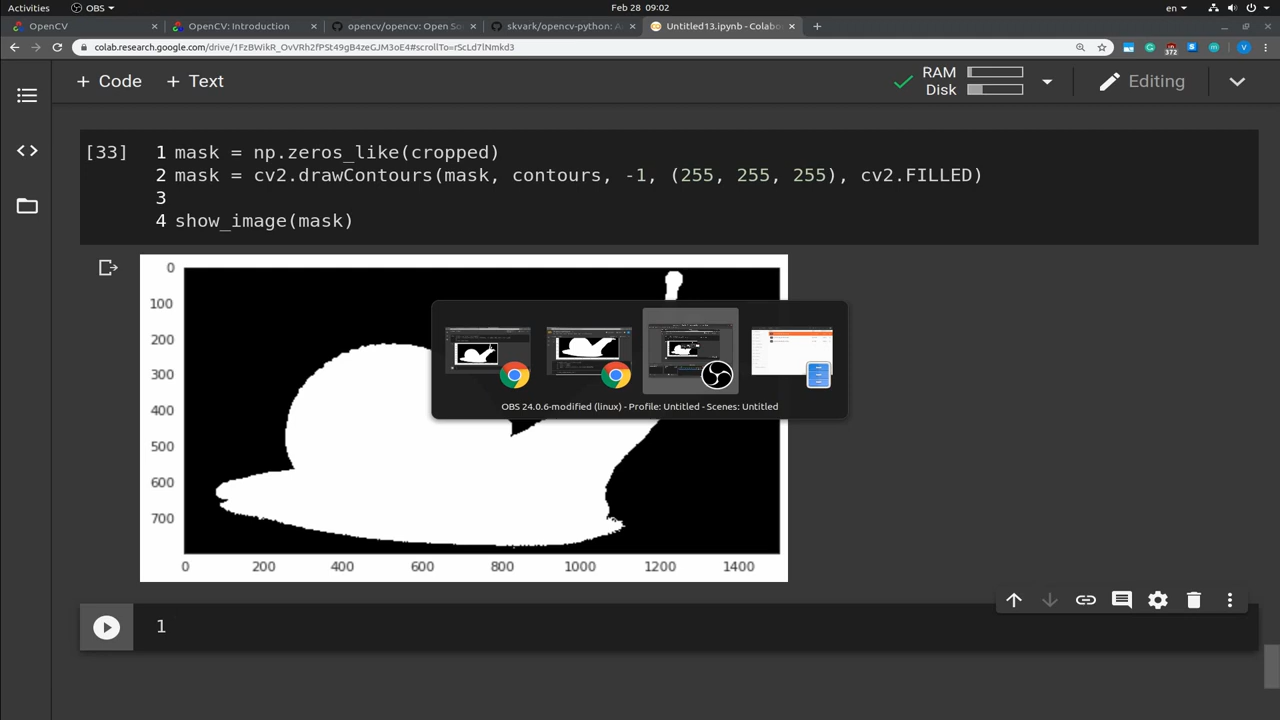 Activities
OBS
Feb 28 09:02
en
OpenCV
OpenCV: Introduction
opencv/opencv: Open So
skvark/opencv-python: A
Untitled13.ipynb - Colabo
colab.research.google.com/drive/1FzBWikR_OvVRh2fPSt49gB4zeGJM3oE4#scrollTo=rScLd7lNmkd3
372
V
+ Code
+ Text
RAM
Disk
Editing
[33]
1 mask = np.zeros_like(cropped)
2 mask = cv2.drawContours(mask, contours, -1, (255, 255, 255), cv2.FILLED)
3
4 show_image(mask)
0
100
200
300
400
500
600
700
0 200 400 600 800 1000 1200 1400
OBS 24.0.6-modified (linux) - Profile: Untitled - Scenes: Untitled
1